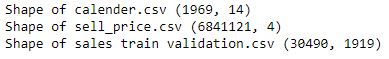 Shape of calender.csv (1969, 14)
Shape of sell_price.csv (6841121, 4)
Shape of sales train validation.csv (30490, 1919)